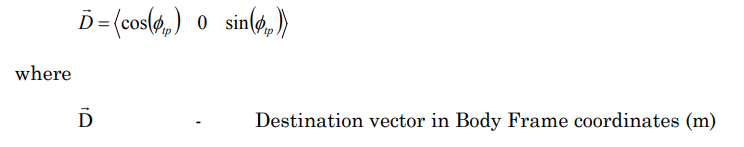 D⃗ = ⟨cos(ϕ_tp) 0 sin(ϕ_tp)⟩
where
D⃗ - Destination vector in Body Frame coordinates (m)